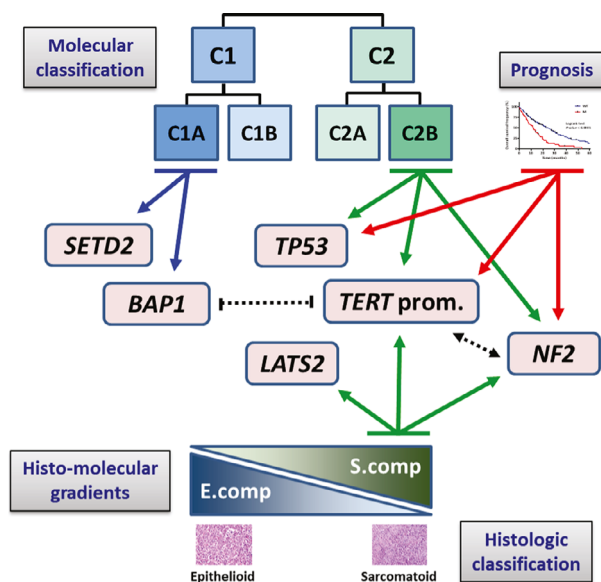 Molecular
classification
C1
C2
Prognosis
C1A
C1B
C2A
C2B
SETD2
TP53
BAP1
TERT prom.
LATS2
NF2
Histo-molecular
gradients
S.comp
E.comp
Epithelioid
Sarcomatoid
Histologic
classification